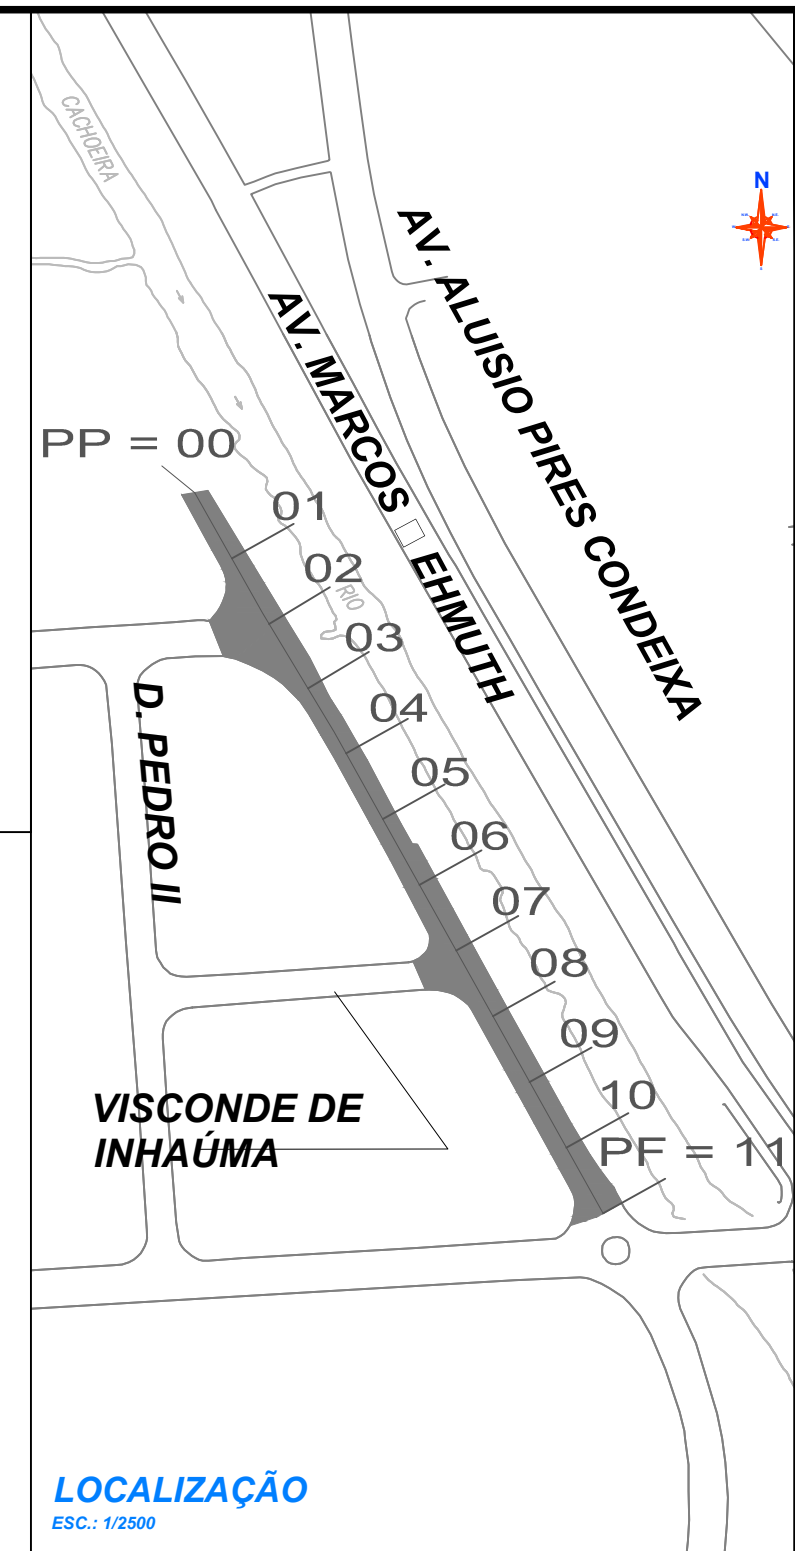 CACHOEIRA
N
AV. ALUISIO PIRES CONDEIXA
AV. MARCOS □ EHMUTH
PP = 00
01
02
RIO
03
04
D. PEDRO II
05
06
07
08
09
10
VISCONDE DE
INHAÚMA
PF = 11
LOCALIZAÇÃO
ESC.: 1/2500